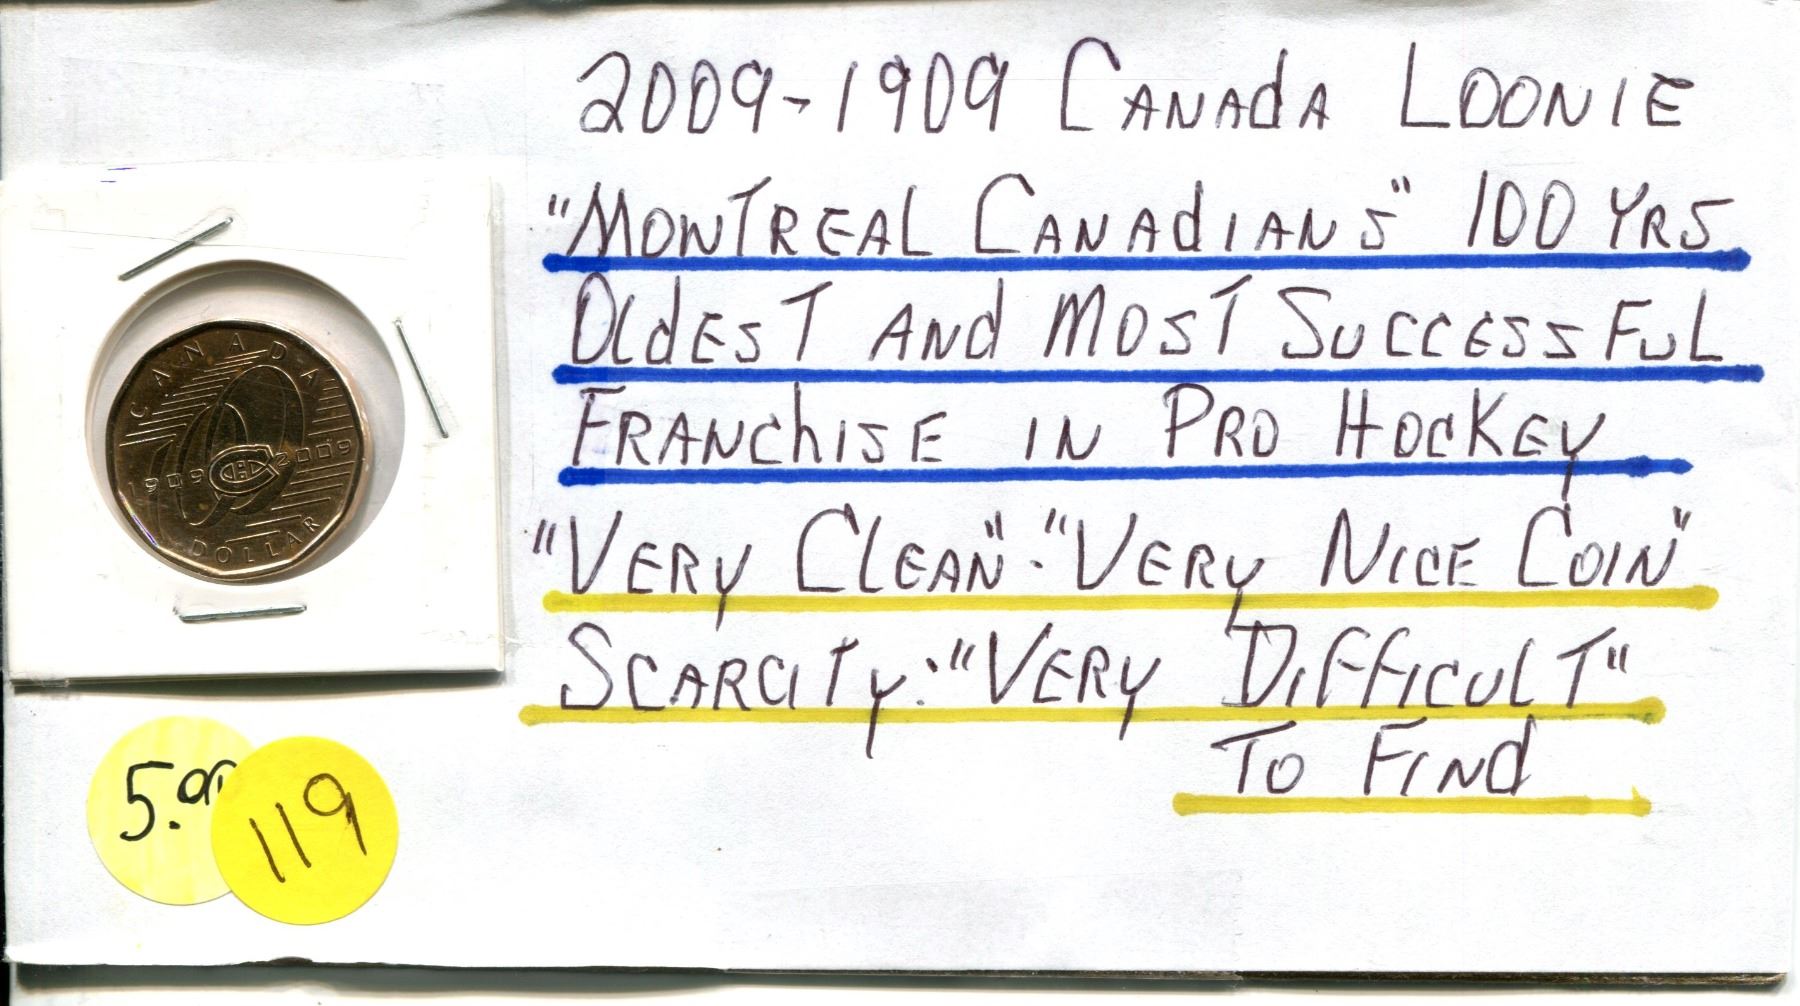 2009-1909 CANAdA LOONIE
"MONTREAL CANAdIANS" 100 YRS
OLdEST ANd MOST SUCCESSFUL
FRANChISE IN PRO HOCKEY
"VERY CLEAN"-"VERY NICE COIN"
SCARCITY: "VERY DIFFICULT"
TO FINd
CANADA
1909 2009
DOLLAR
5.00
119